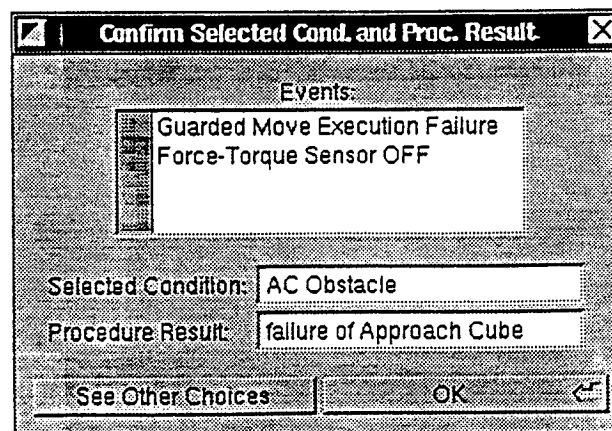 Confirm Selected Cond. and Proc. Result
Events:
Guarded Move Execution Failure
Force-Torque Sensor OFF
Selected Condition: AC Obstacle
Procedure Result: failure of Approach Cube
See Other Choices OK